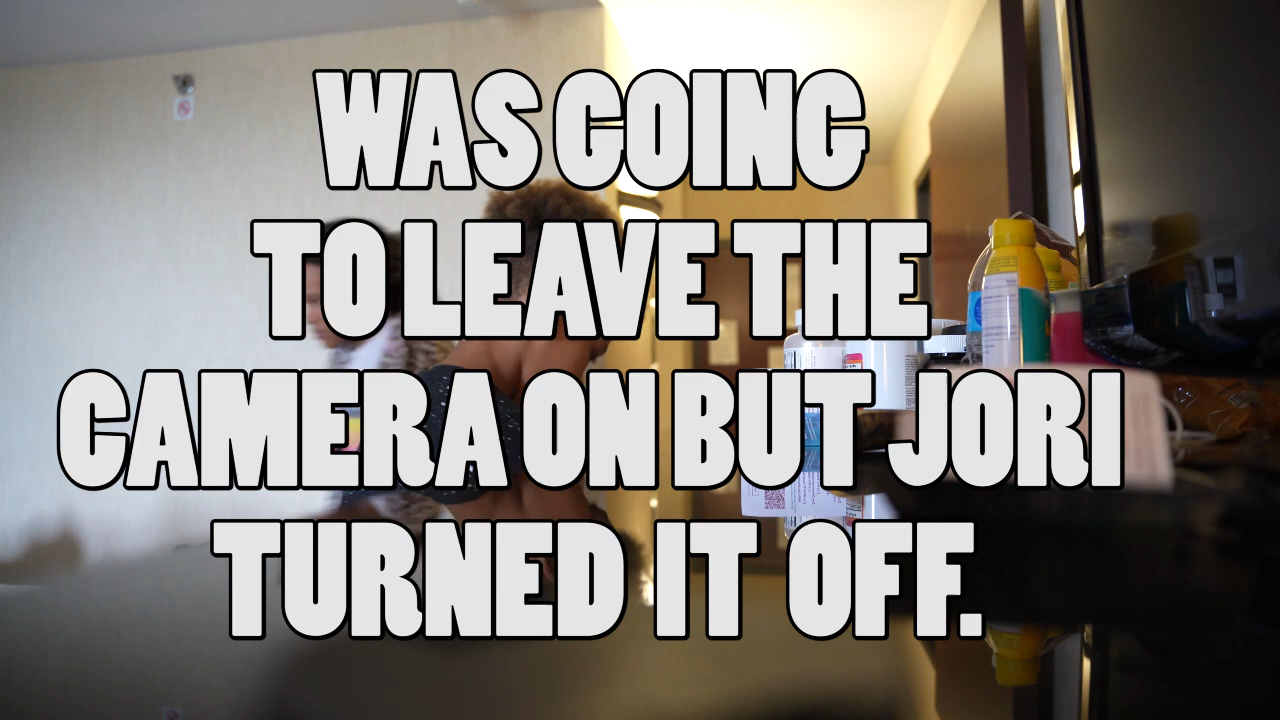 WAS GOING
TO LEAVE THE
CAMERA ON BUT JORI
TURNED IT OFF.